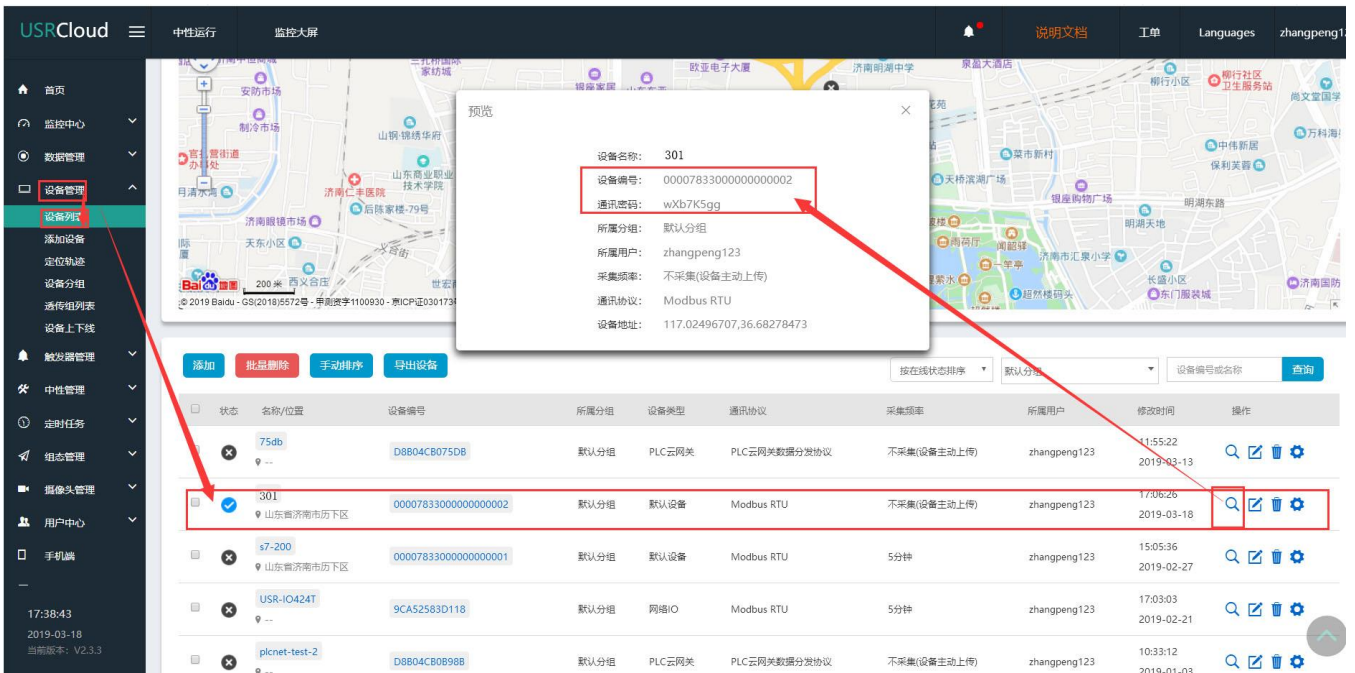 USRCloud
中性运行
监控大屏
说明文档
工单
Languages
zhangpeng1
首页
监控中心
数据管理
设备管理
设备列表
添加设备
定位轨迹
设备分组
透传组列表
设备上下线
触发器管理
中性管理
定时任务
组态管理
摄像头管理
用户中心
手机端
17:38:43
2019-03-18
当前版本: V2.3.3
安防市场
制冷市场
家纺城
欧亚电子大厦
济南明湖中学
泉盈大酒店
柳行小区
柳行社区
卫生服务站
尚文堂国学
万科海
山钢·锦绣华府
山东商业职业
技术学院
济南仁丰医院
后陈家楼-79号
济南眼镜市场
天东小区
西义合庄
菜市新村
天桥滨湖广场
银座购物广场
中伟新居
保利芙蓉
明湖东路
明湖天地
济南市汇泉小学
长盛小区
东门服装城
超然楼码头
雨荷厅
闻韶驿
一竿亭
济南国防
200 米
© 2019 Baidu - GS(2018)5572号 - 甲测资字1100930 - 京ICP证030173
预览
设备名称: 301
设备编号: 00007833000000000002
通讯密码: wXb7K5gg
所属分组: 默认分组
所属用户: zhangpeng123
采集频率: 不采集(设备主动上传)
通讯协议: Modbus RTU
设备地址: 117.02496707,36.68278473
添加 批量删除 手动排序 导出设备
按在线状态排序 默认分组 设备编号或名称 查询
状态 名称/位置 设备编号 所属分组 设备类型 通讯协议 采集频率 所属用户 修改时间 操作
75db D8B04CB075DB 默认分组 PLC云网关 PLC云网关数据分发协议 不采集(设备主动上传) zhangpeng123 11:55:22
-- 2019-03-13
301 00007833000000000002 默认分组 默认设备 Modbus RTU 不采集(设备主动上传) zhangpeng123 17:06:26
山东省济南市历下区 2019-03-18
s7-200 00007833000000000001 默认分组 默认设备 Modbus RTU 5分钟 zhangpeng123 15:05:36
山东省济南市历下区 2019-02-27
USR-IO424T 9CA52583D118 默认分组 网络IO Modbus RTU 5分钟 zhangpeng123 17:03:03
-- 2019-02-21
plcnet-test-2 D8B04CB0B98B 默认分组 PLC云网关 PLC云网关数据分发协议 不采集(设备主动上传) zhangpeng123 10:33:12
-- 2019-01-03